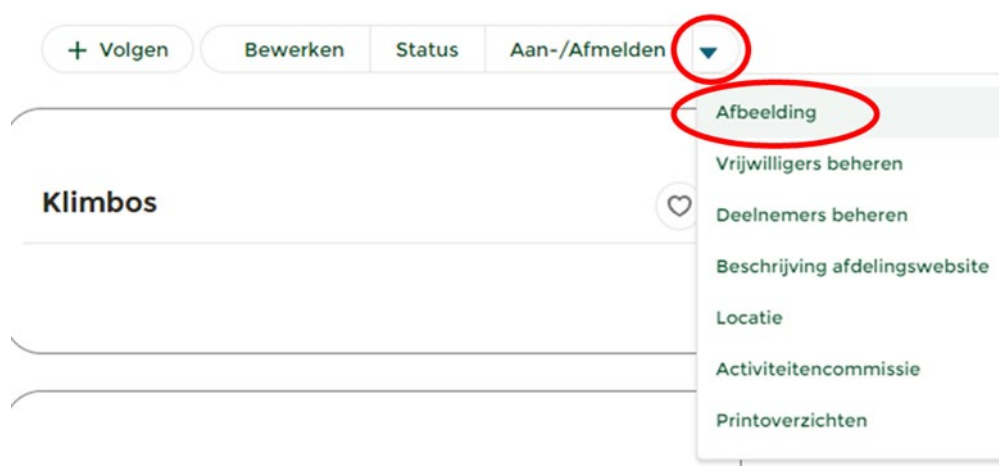 + Volgen
Bewerken
Status
Aan-/Afmelden
Afbeelding
Vrijwilligers beheren
Klimbos
Deelnemers beheren
Beschrijving afdelingswebsite
Locatie
Activiteitencommissie
Printoverzichten